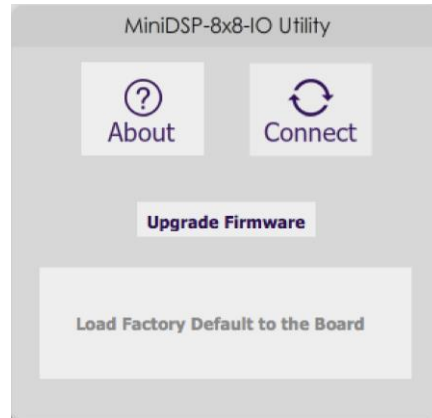 MiniDSP-8x8-IO Utility
?
About
Connect
Upgrade Firmware
Load Factory Default to the Board